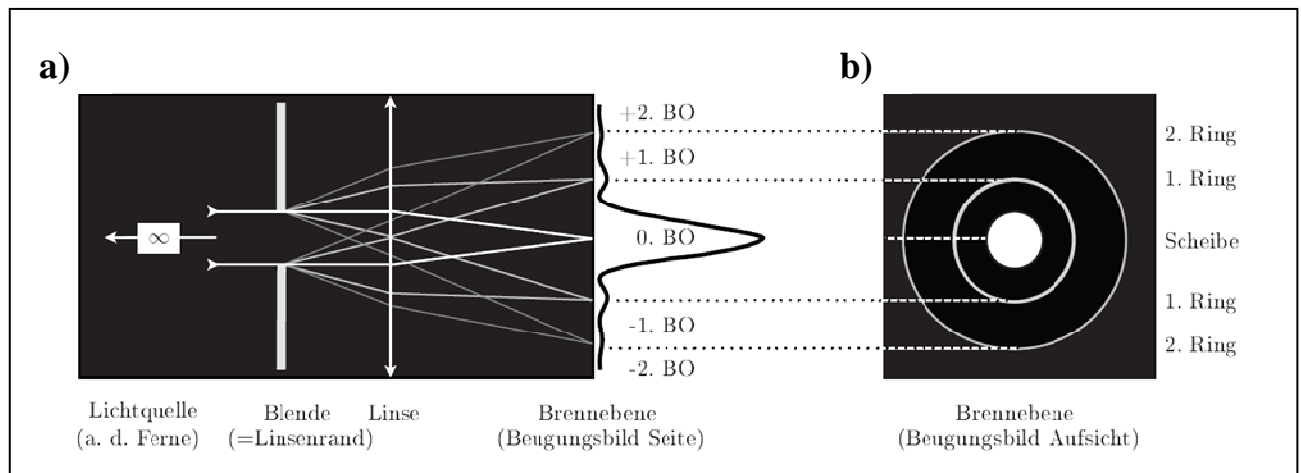 a)
∞
Lichtquelle
(a. d. Ferne)
Blende
(=Linsenrand)
Linse
Brennebene
(Beugungsbild Seite)
+2. BO
+1. BO
0. BO
-1. BO
-2. BO
b)
2. Ring
1. Ring
Scheibe
1. Ring
2. Ring
Brennebene
(Beugungsbild Aufsicht)